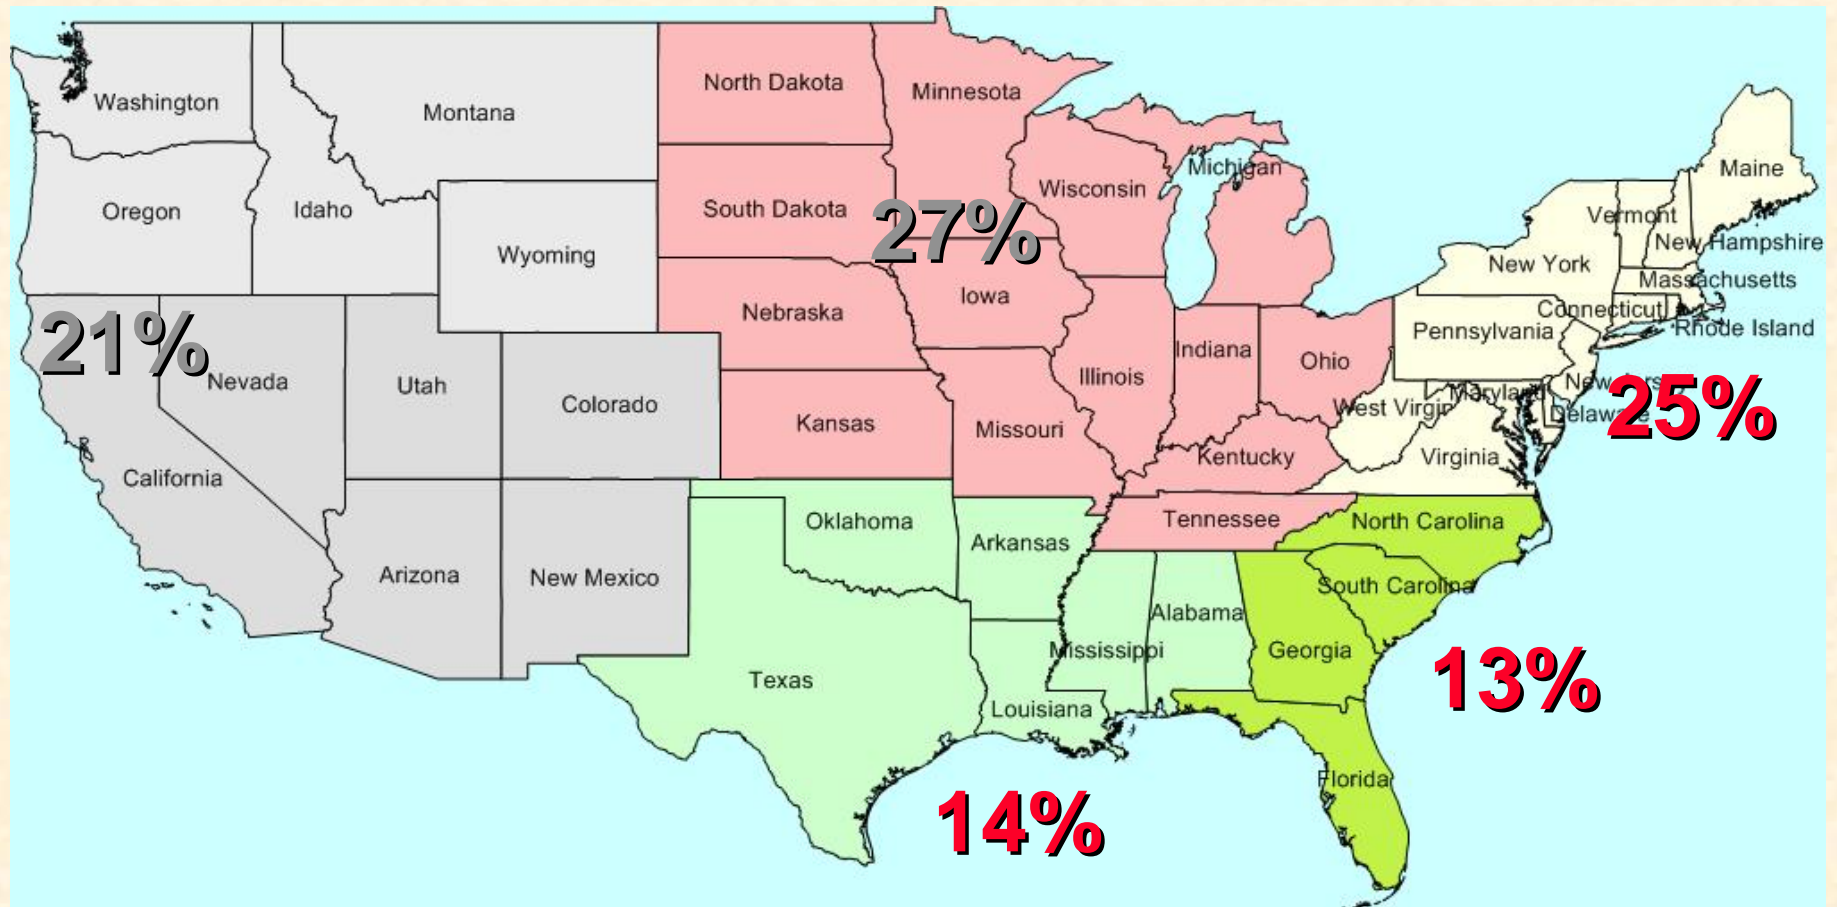 North Dakota
Minnesota
Washington
Montana
Michigan
Maine
Wisconsin
Oregon
Idaho
South Dakota
27%
Vermont
New Hampshire
Wyoming
New York
Massachusetts
Iowa
Nebraska
Connecticut
Rhode Island
21%
Pennsylvania
Indiana
Ohio
Nevada
Utah
Illinois
New Jersey
Maryland
25%
Colorado
West Virgin
Delaware
Kansas
Missouri
Kentucky
Virginia
California
Oklahoma
Tennessee
North Carolina
Arkansas
Arizona
New Mexico
South Carolina
Alabama
Mississippi
Georgia
Texas
13%
Louisiana
Florida
14%